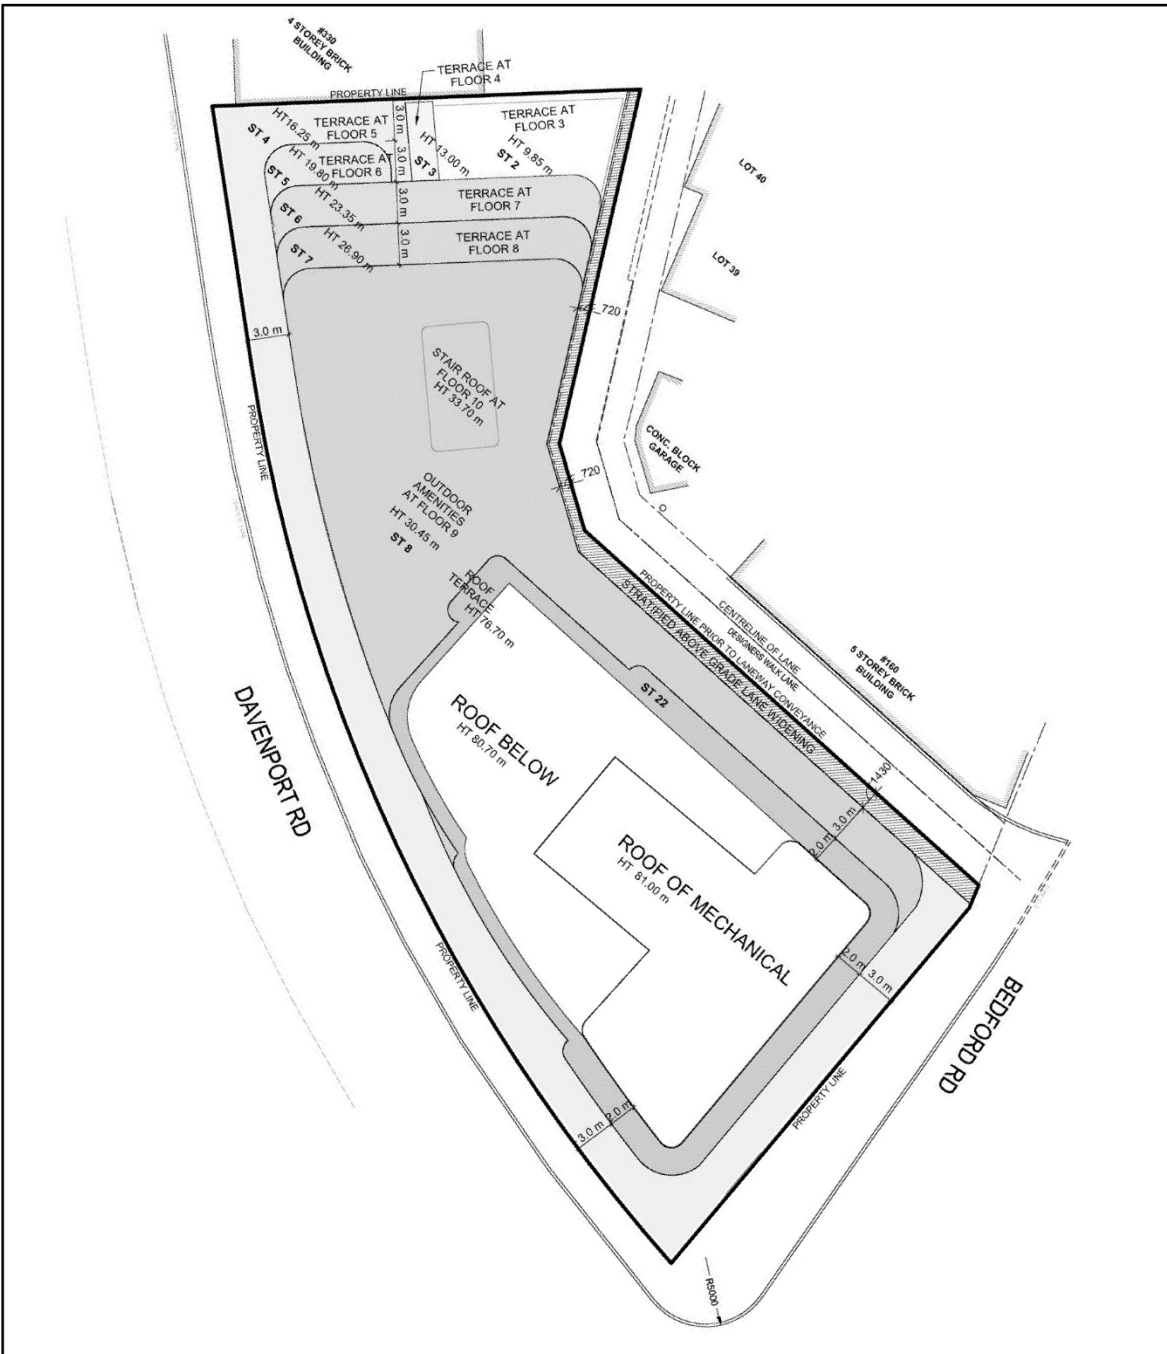 #330
4 STOREY BRICK
BUILDING
PROPERTY LINE
TERRACE AT
FLOOR 4
TERRACE AT
FLOOR 3
HT 9.85 m
ST 2
HT 13.00 m
ST 3
3.0 m
TERRACE AT
FLOOR 5
HT16.25 m
ST 4
3.0 m
TERRACE AT
FLOOR 6
HT 19.80 m
ST 5
3.0 m
TERRACE AT
FLOOR 7
HT 23.35 m
ST 6
3.0 m
TERRACE AT
FLOOR 8
HT 26.90 m
ST 7
LOT 40
LOT 39
720
3.0 m
STAIR ROOF AT
FLOOR 10
HT 33.70 m
PROPERTY LINE
CONC. BLOCK
GARAGE
720
OUTDOOR
AMENITIES
AT FLOOR 9
HT 30.45 m
ST 8
ROOF
TERRACE
HT 76.70 m
PROPERTY LINE PRIOR TO LANEWAY CONVEYANCE
STRATIFIED ABOVE GRADE LANE WIDENING
CENTRELINE OF LANE
DESIGNERS WALK LANE
#160
5 STOREY BRICK
BUILDING
ST 22
DAVENPORT RD
ROOF BELOW
HT 80.70 m
1430
3.0 m
2.0 m
ROOF OF MECHANICAL
HT 81.00 m
2.0 m
3.0 m
PROPERTY LINE
BEDFORD RD
PROPERTY LINE
3.0 m
2.0 m
R5000